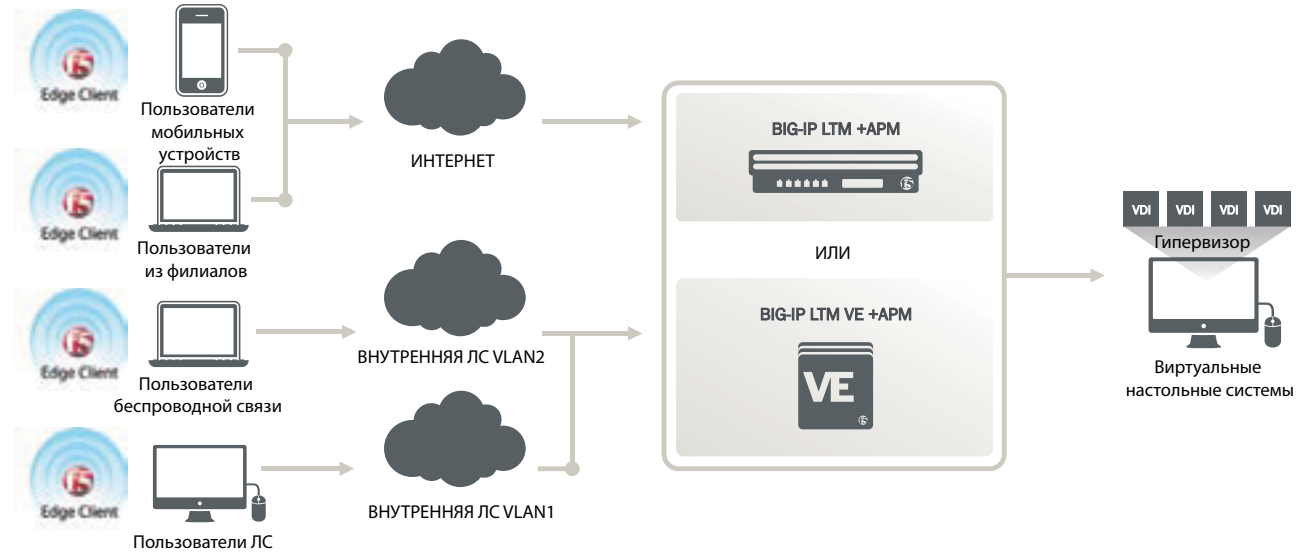 Edge Client
Пользователи
мобильных
устройств
Edge Client
Пользователи
из филиалов
Edge Client
Пользователи
беспроводной связи
Edge Client
Пользователи ЛС
ИНТЕРНЕТ
ВНУТРЕННЯЯ ЛС VLAN2
ВНУТРЕННЯЯ ЛС VLAN1
BIG-IP LTM +APM
ИЛИ
BIG-IP LTM VE +APM
VE
VDI VDI VDI VDI
Гипервизор
Виртуальные
настольные системы